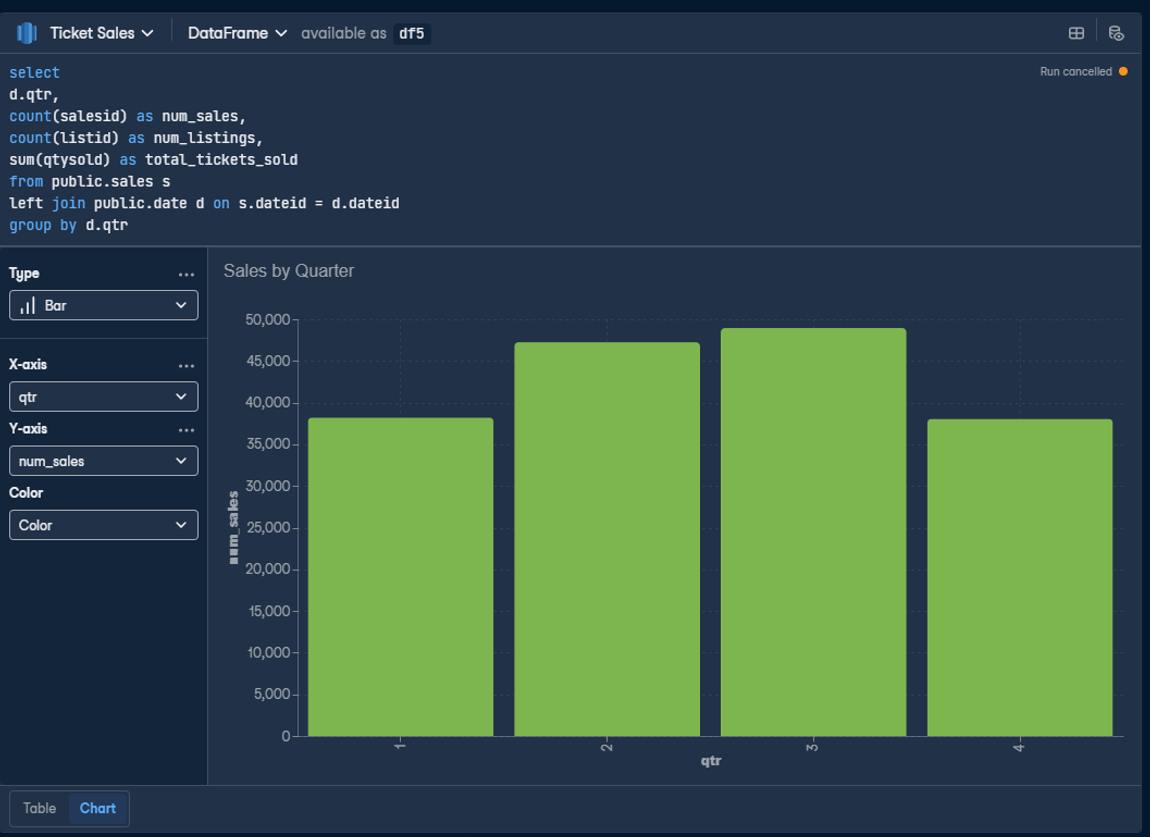 Ticket Sales DataFrame available as df5
select Run cancelled
d.qtr,
count(salesid) as num_sales,
count(listid) as num_listings,
sum(qtysold) as total_tickets_sold
from public.sales s
left join public.date d on s.dateid = d.dateid
group by d.qtr
Type
Bar
X-axis
qtr
Y-axis
num_sales
Color
Color
Sales by Quarter
50,000
45,000
40,000
35,000
30,000
25,000
20,000
15,000
10,000
5,000
0
num_sales
1 2 3 4
qtr
Table Chart